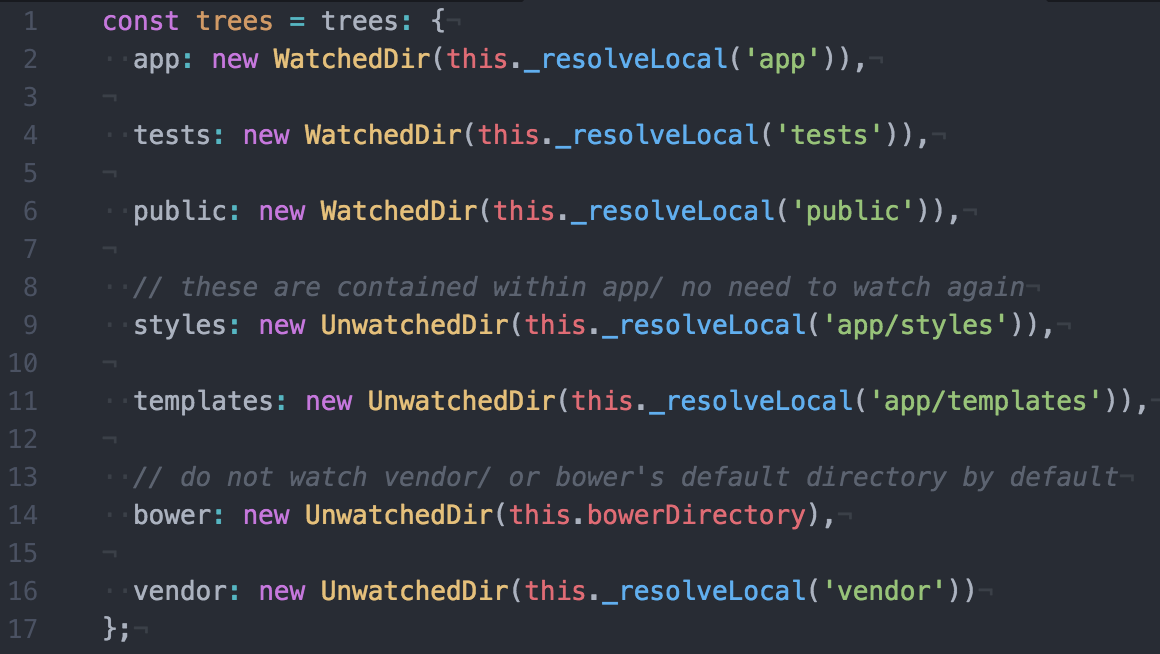 1 const trees = trees: {¬
2 ··app: new WatchedDir(this._resolveLocal('app')),¬
3 ¬
4 ··tests: new WatchedDir(this._resolveLocal('tests')),¬
5 ¬
6 ··public: new WatchedDir(this._resolveLocal('public')),¬
7 ¬
8 ··// these are contained within app/ no need to watch again¬
9 ··styles: new UnwatchedDir(this._resolveLocal('app/styles')),¬
10 ¬
11 ··templates: new UnwatchedDir(this._resolveLocal('app/templates')),¬
12 ¬
13 ··// do not watch vendor/ or bower's default directory by default¬
14 ··bower: new UnwatchedDir(this.bowerDirectory),¬
15 ¬
16 ··vendor: new UnwatchedDir(this._resolveLocal('vendor'))¬
17 };¬